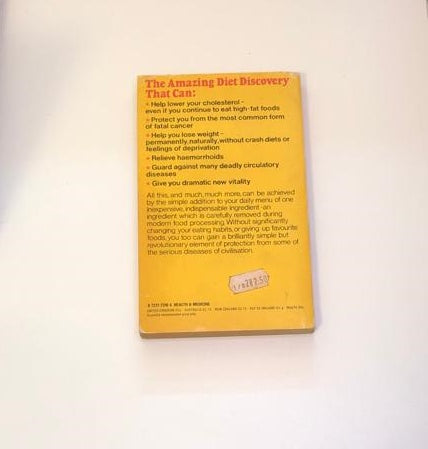 The Amazing Diet Discovery
That Can:
Help lower your cholesterol -
even if you continue to eat high-fat foods
Protect you from the most common form
of fatal cancer
Help you lose weight -
permanently, naturally, without crash diets or
feelings of deprivation
Relieve haemorrhoids
Guard against many deadly circulatory
diseases
Give you dramatic new vitality
All this, and much, much more, can be achieved
by the simple addition to your daily menu of one
inexpensive, indispensable ingredient - an
ingredient which is carefully removed during
modern food processing. Without significantly
changing your eating habits, or giving up favourite
foods, you too can gain a brilliantly simple but
revolutionary element of protection from some of
the serious diseases of civilisation.
HEALTH & MEDICINE